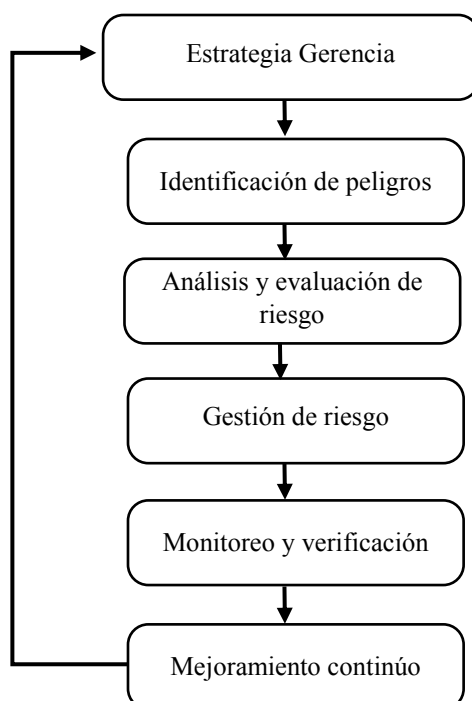 Estrategia Gerencia
Identificación de peligros
Análisis y evaluación de
riesgo
Gestión de riesgo
Monitoreo y verificación
Mejoramiento continúo